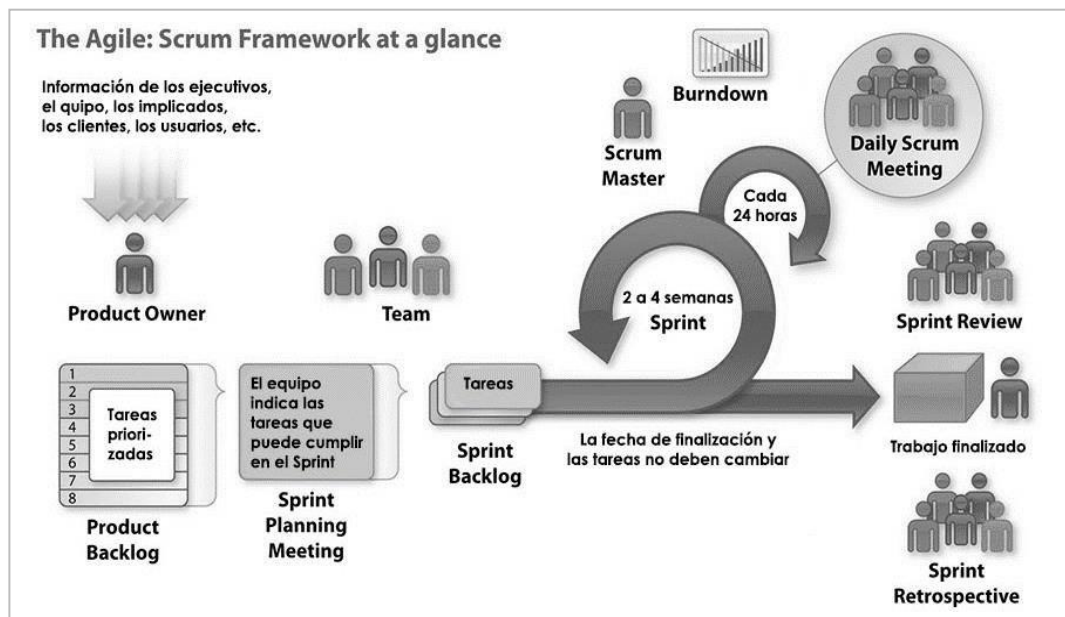 The Agile: Scrum Framework at a glance
Información de los ejecutivos,
el quipo, los implicados,
los clientes, los usuarios, etc.
Product Owner
Team
Scrum
Master
Burndown
Daily Scrum
Meeting
Cada
24 horas
2 a 4 semanas
Sprint
Sprint Review
1
2
3
4
5
6
7
8
Tareas
priori-
zadas
Product
Backlog
El equipo
indica las
tareas que
puede cumplir
en el Sprint
Sprint
Planning
Meeting
Tareas
Sprint
Backlog
La fecha de finalización y
las tareas no deben cambiar
Trabajo finalizado
Sprint
Retrospective